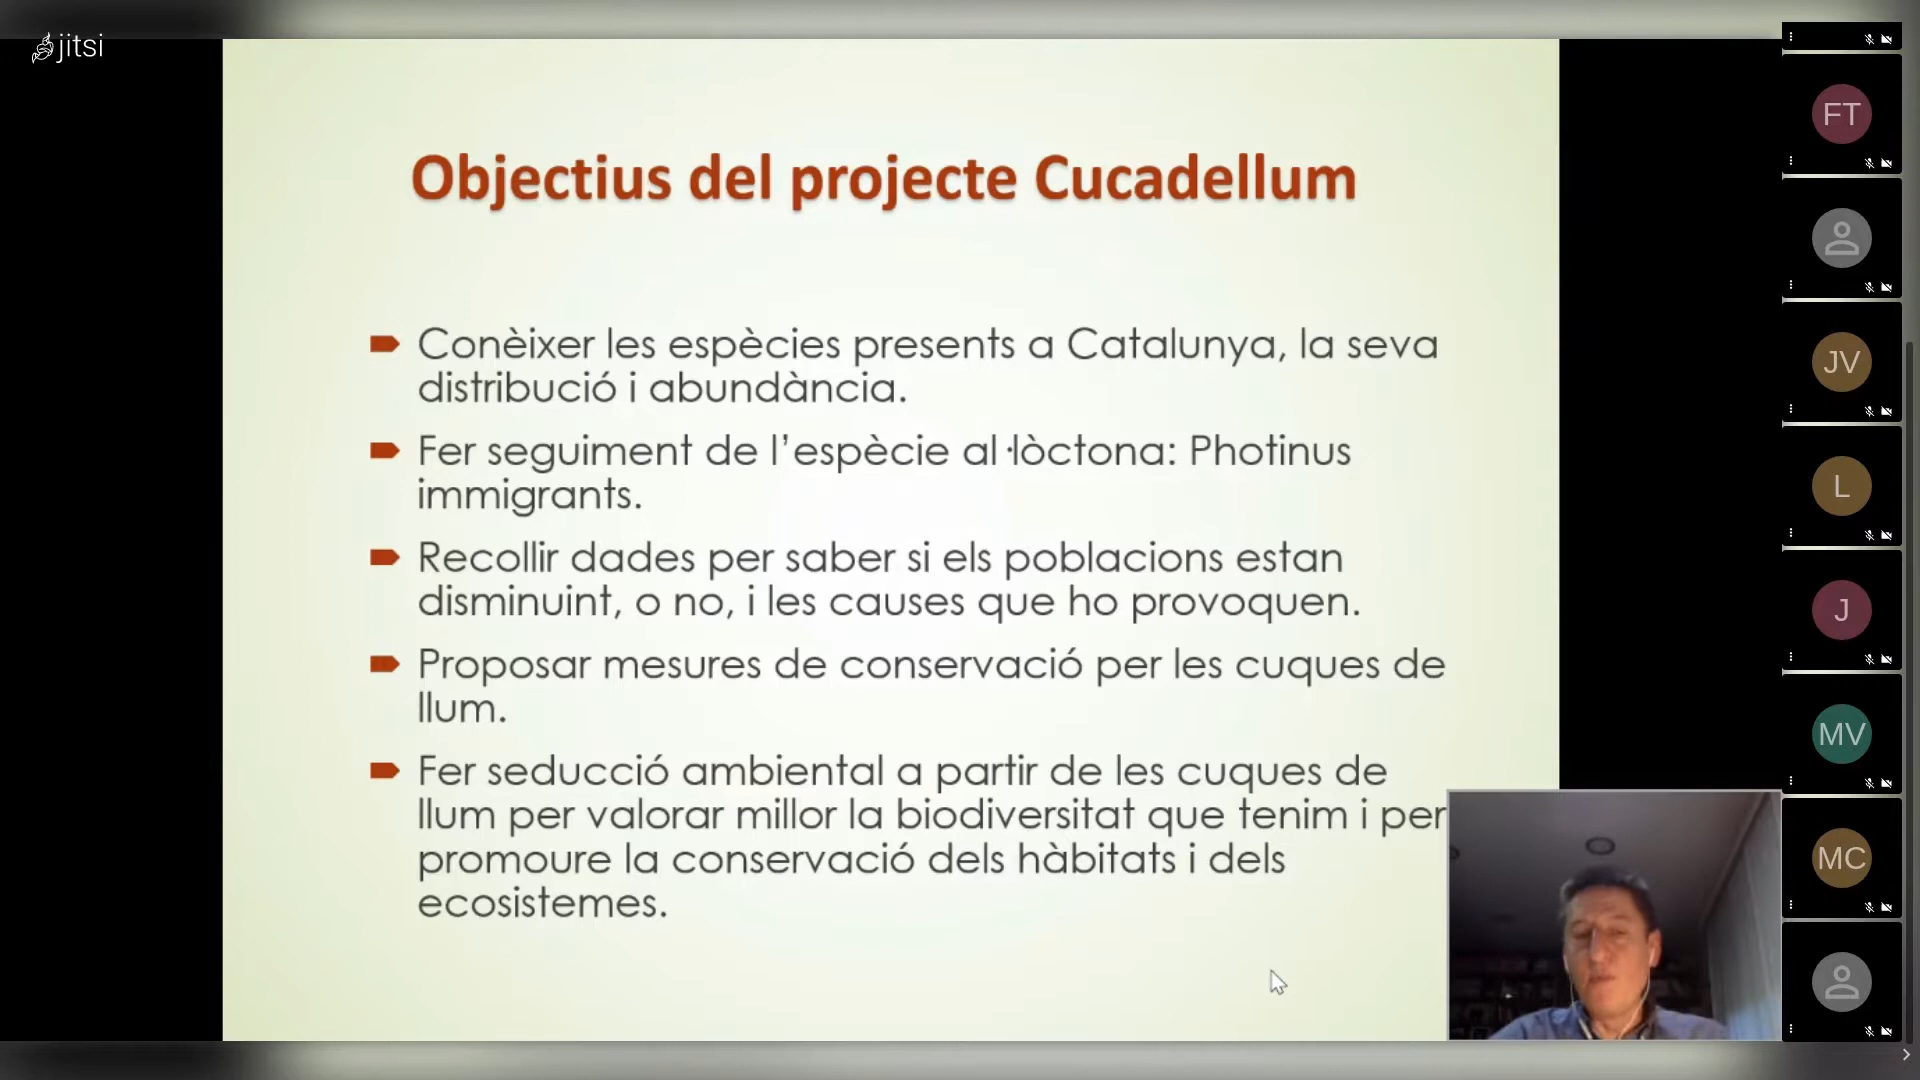 jitsi
Objectius del projecte Cucadellum
Conèixer les espècies presents a Catalunya, la seva
distribució i abundància.
Fer seguiment de l’espècie al·lòctona: Photinus
immigrants.
Recollir dades per saber si els poblacions estan
disminuint, o no, i les causes que ho provoquen.
Proposar mesures de conservació per les cuques de
llum.
Fer seducció ambiental a partir de les cuques de
llum per valorar millor la biodiversitat que tenim i per
promoure la conservació dels hàbitats i dels
ecosistemes.
FT
JV
L
J
MV
MC